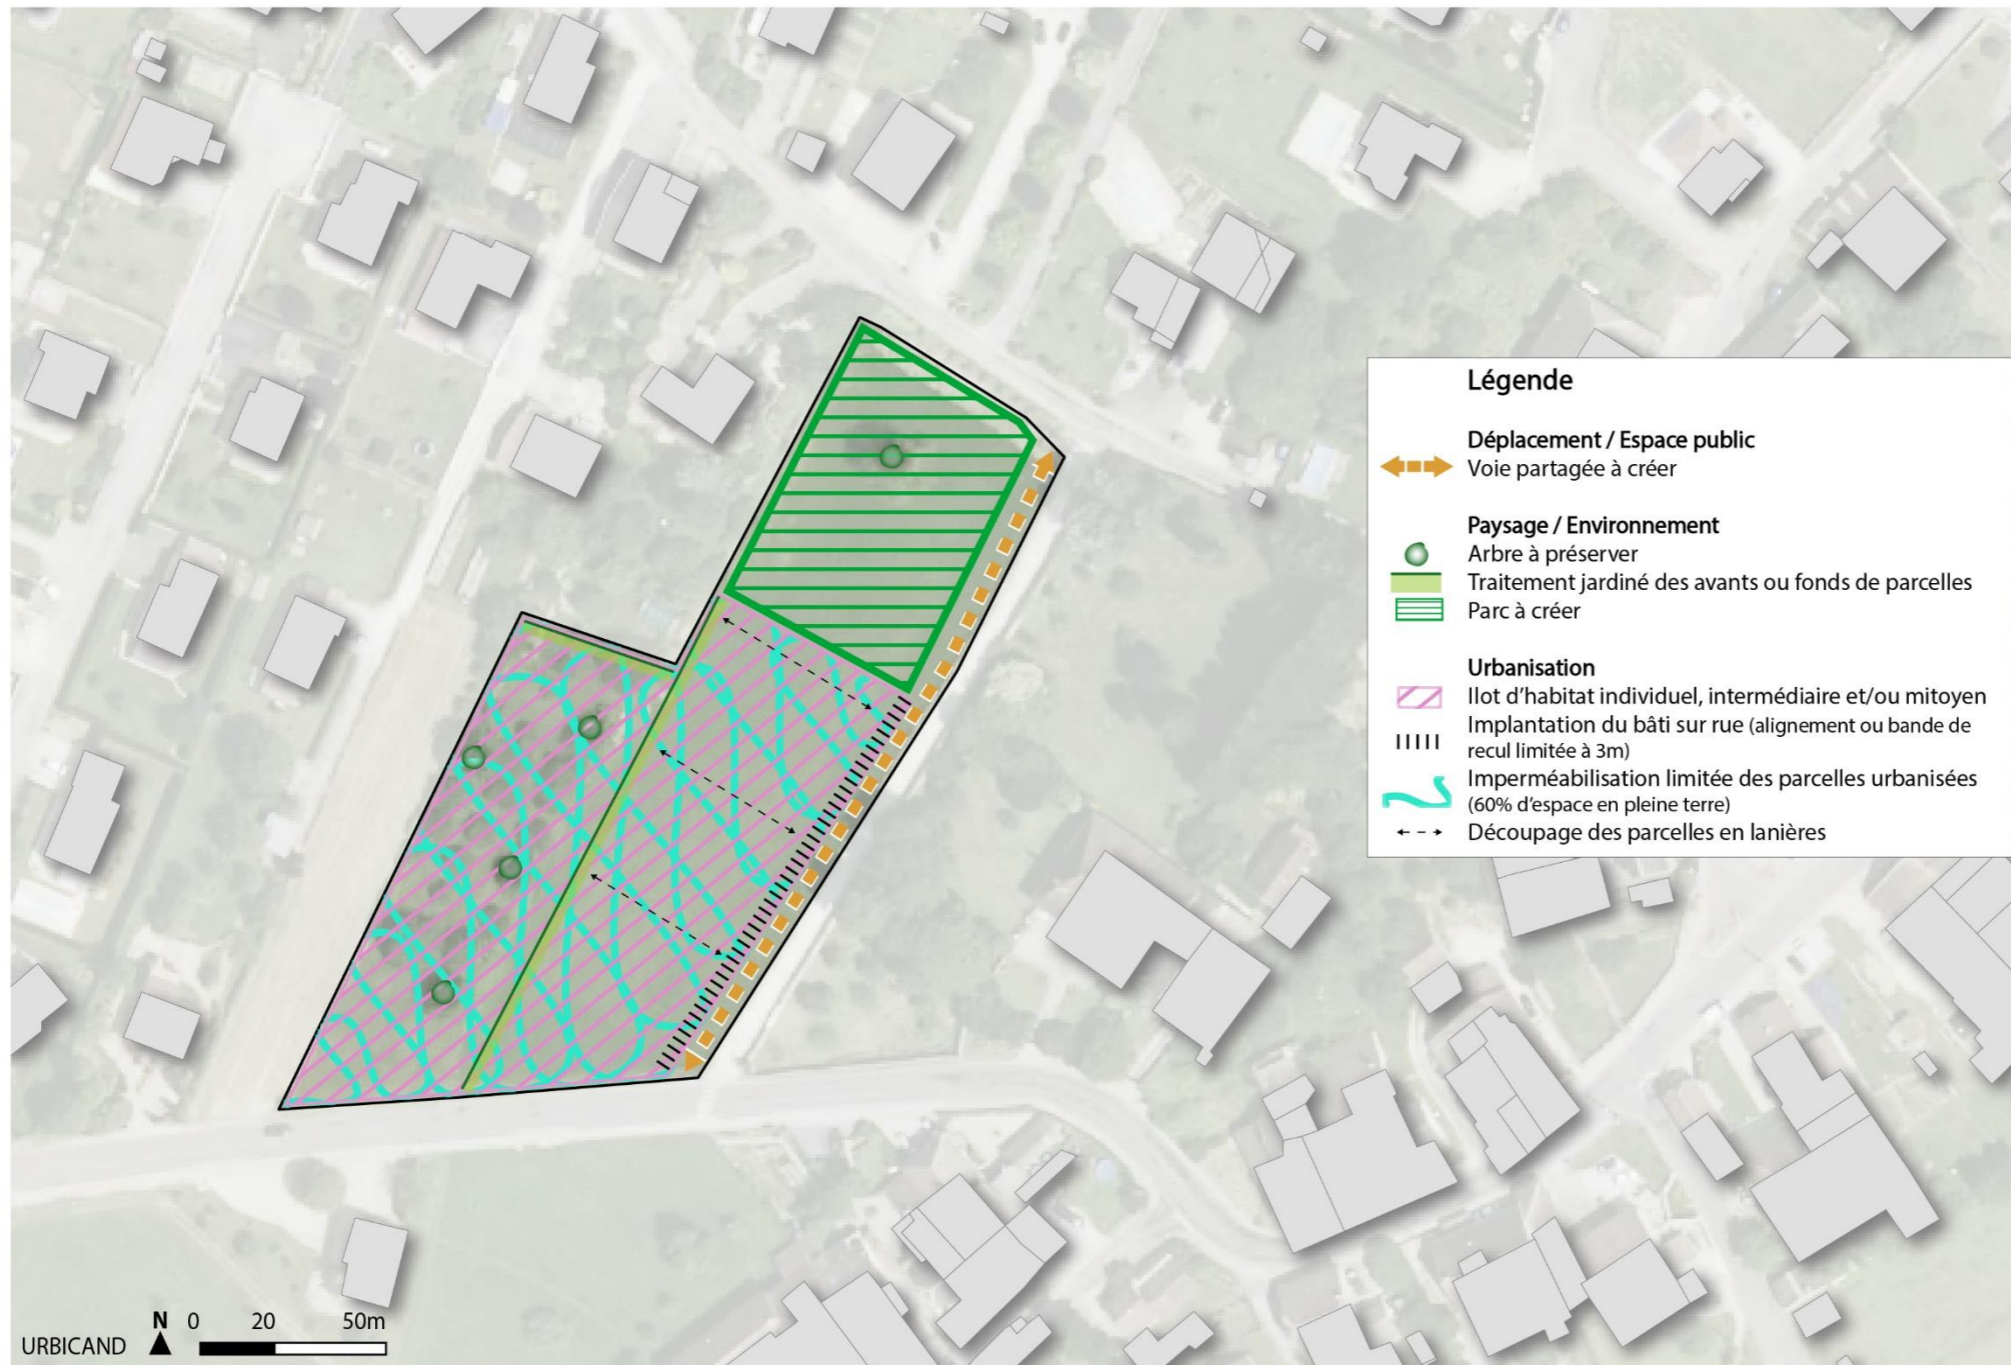 Légende
Déplacement / Espace public
Voie partagée à créer
Paysage / Environnement
Arbre à préserver
Traitement jardiné des avants ou fonds de parcelles
Parc à créer
Urbanisation
Ilot d'habitat individuel, intermédiaire et/ou mitoyen
Implantation du bâti sur rue (alignement ou bande de
recul limitée à 3m)
Imperméabilisation limitée des parcelles urbanisées
(60% d'espace en pleine terre)
Découpage des parcelles en lanières
URBICAND
N 0 20 50m